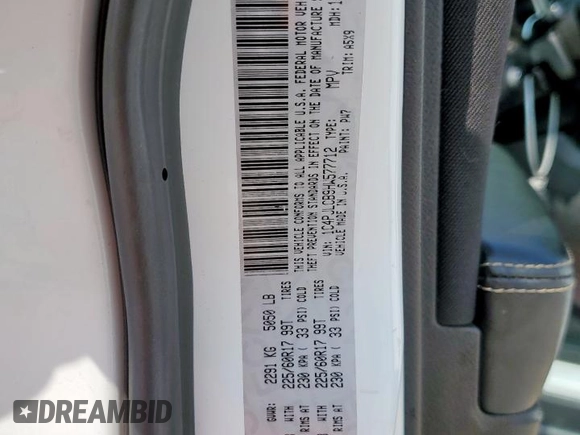 GWWR: 2291 KG 5050 LB
WITH 225/60R17 99T TIRES
RIMS AT 230 KPA ( 33 PSI) COLD
WITH 225/60R17 99T TIRES
RIMS AT 230 KPA ( 33 PSI) COLD
THIS VEHICLE CONFORMS TO ALL APPLICABLE U.S.A. FEDERAL MOTOR VEH
THEFT PREVENTION STANDARDS IN EFFECT ON THE DATE OF MANUFACTURE
VIN: 1C4PJLCB9HW577712 TYPE: MPV MDH:
VEHICLE MADE IN U.S.A. PAINT: PW7 TRIM: A5X9
DREAMBID